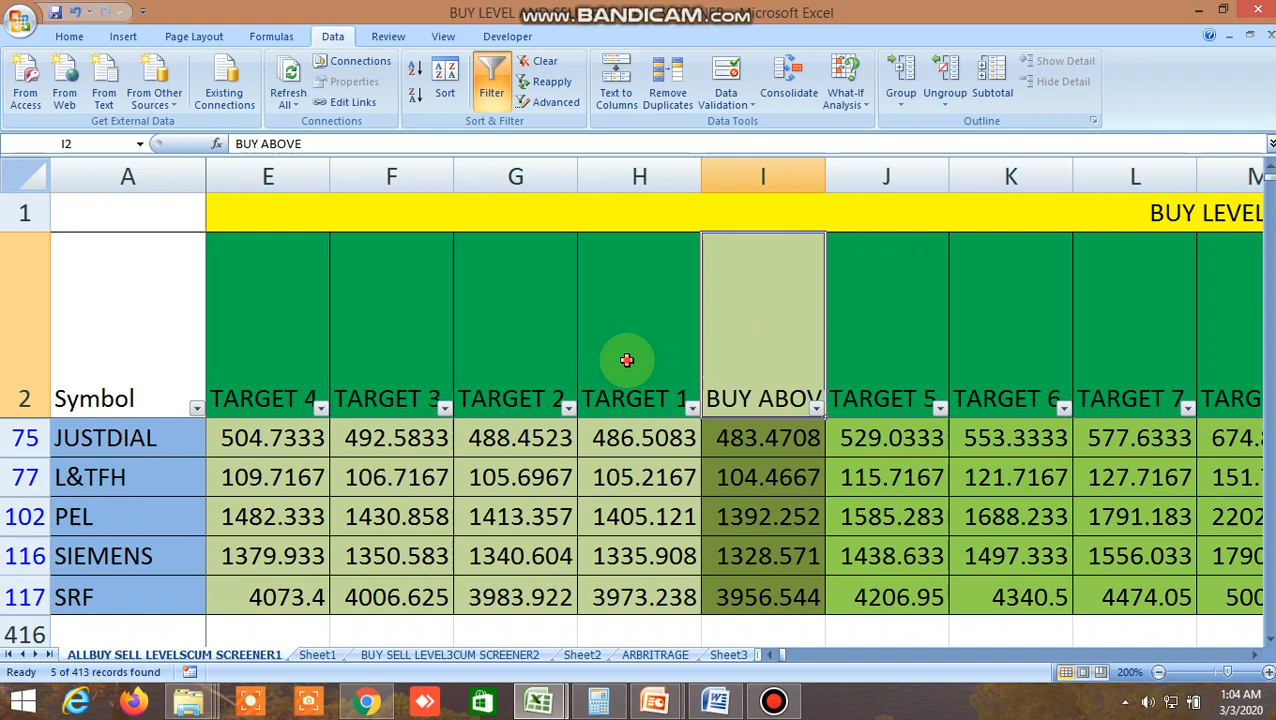 BUY LEVEL AND SEL
www.BANDICAM.com
Microsoft Excel
Home Insert Page Layout Formulas Data Review View Developer
From Access
From Web
From Text
From Other Sources
Existing Connections
Get External Data
Refresh All
Connections
Properties
Edit Links
Connections
Sort
Filter
Clear
Reapply
Advanced
Sort & Filter
Text to Columns
Remove Duplicates
Data Validation
Consolidate
What-If Analysis
Data Tools
Group
Ungroup
Subtotal
Show Detail
Hide Detail
Outline
I2 fx BUY ABOVE
A E F G H I J K L M
1 BUY LEVEL
2 Symbol TARGET 4 TARGET 3 TARGET 2 TARGET 1 BUY ABOV TARGET 5 TARGET 6 TARGET 7 TARG
75 JUSTDIAL 504.7333 492.5833 488.4523 486.5083 483.4708 529.0333 553.3333 577.6333 674.8
77 L&TFH 109.7167 106.7167 105.6967 105.2167 104.4667 115.7167 121.7167 127.7167 151.7
102 PEL 1482.333 1430.858 1413.357 1405.121 1392.252 1585.283 1688.233 1791.183 2202
116 SIEMENS 1379.933 1350.583 1340.604 1335.908 1328.571 1438.633 1497.333 1556.033 1790
117 SRF 4073.4 4006.625 3983.922 3973.238 3956.544 4206.95 4340.5 4474.05 500
416
ALLBUY SELL LEVELSCUM SCREENER1 Sheet1 BUY SELL LEVEL3CUM SCREENER2 Sheet2 ARBRITRAGE Sheet3
Ready 5 of 413 records found 200%
1:04 AM
3/3/2020